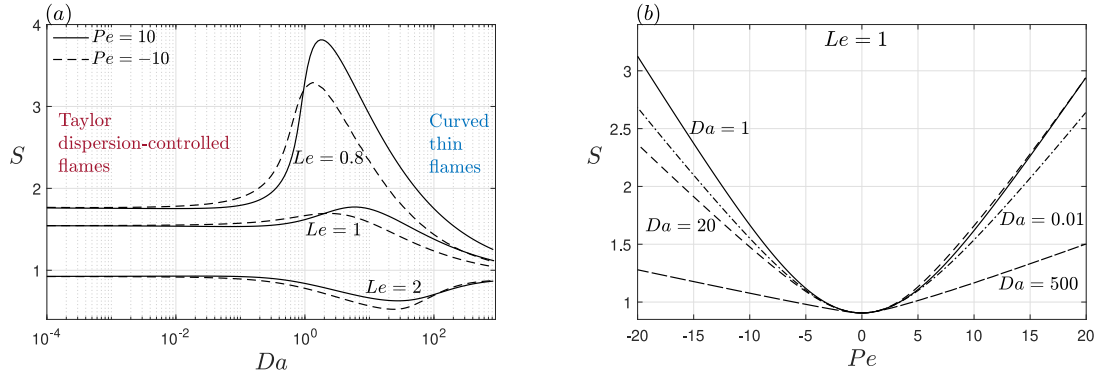 (a)
4
3
2
1
S
Pe = 10
Pe = −10
Taylor
dispersion-controlled
flames
Curved
thin
flames
Le = 0.8
Le = 1
Le = 2
10^-4 10^-2 10^0 10^2
Da
(b)
Le = 1
3
2.5
2
1.5
1
S
Da = 1
Da = 20
Da = 0.01
Da = 500
-20 -15 -10 -5 0 5 10 15 20
Pe